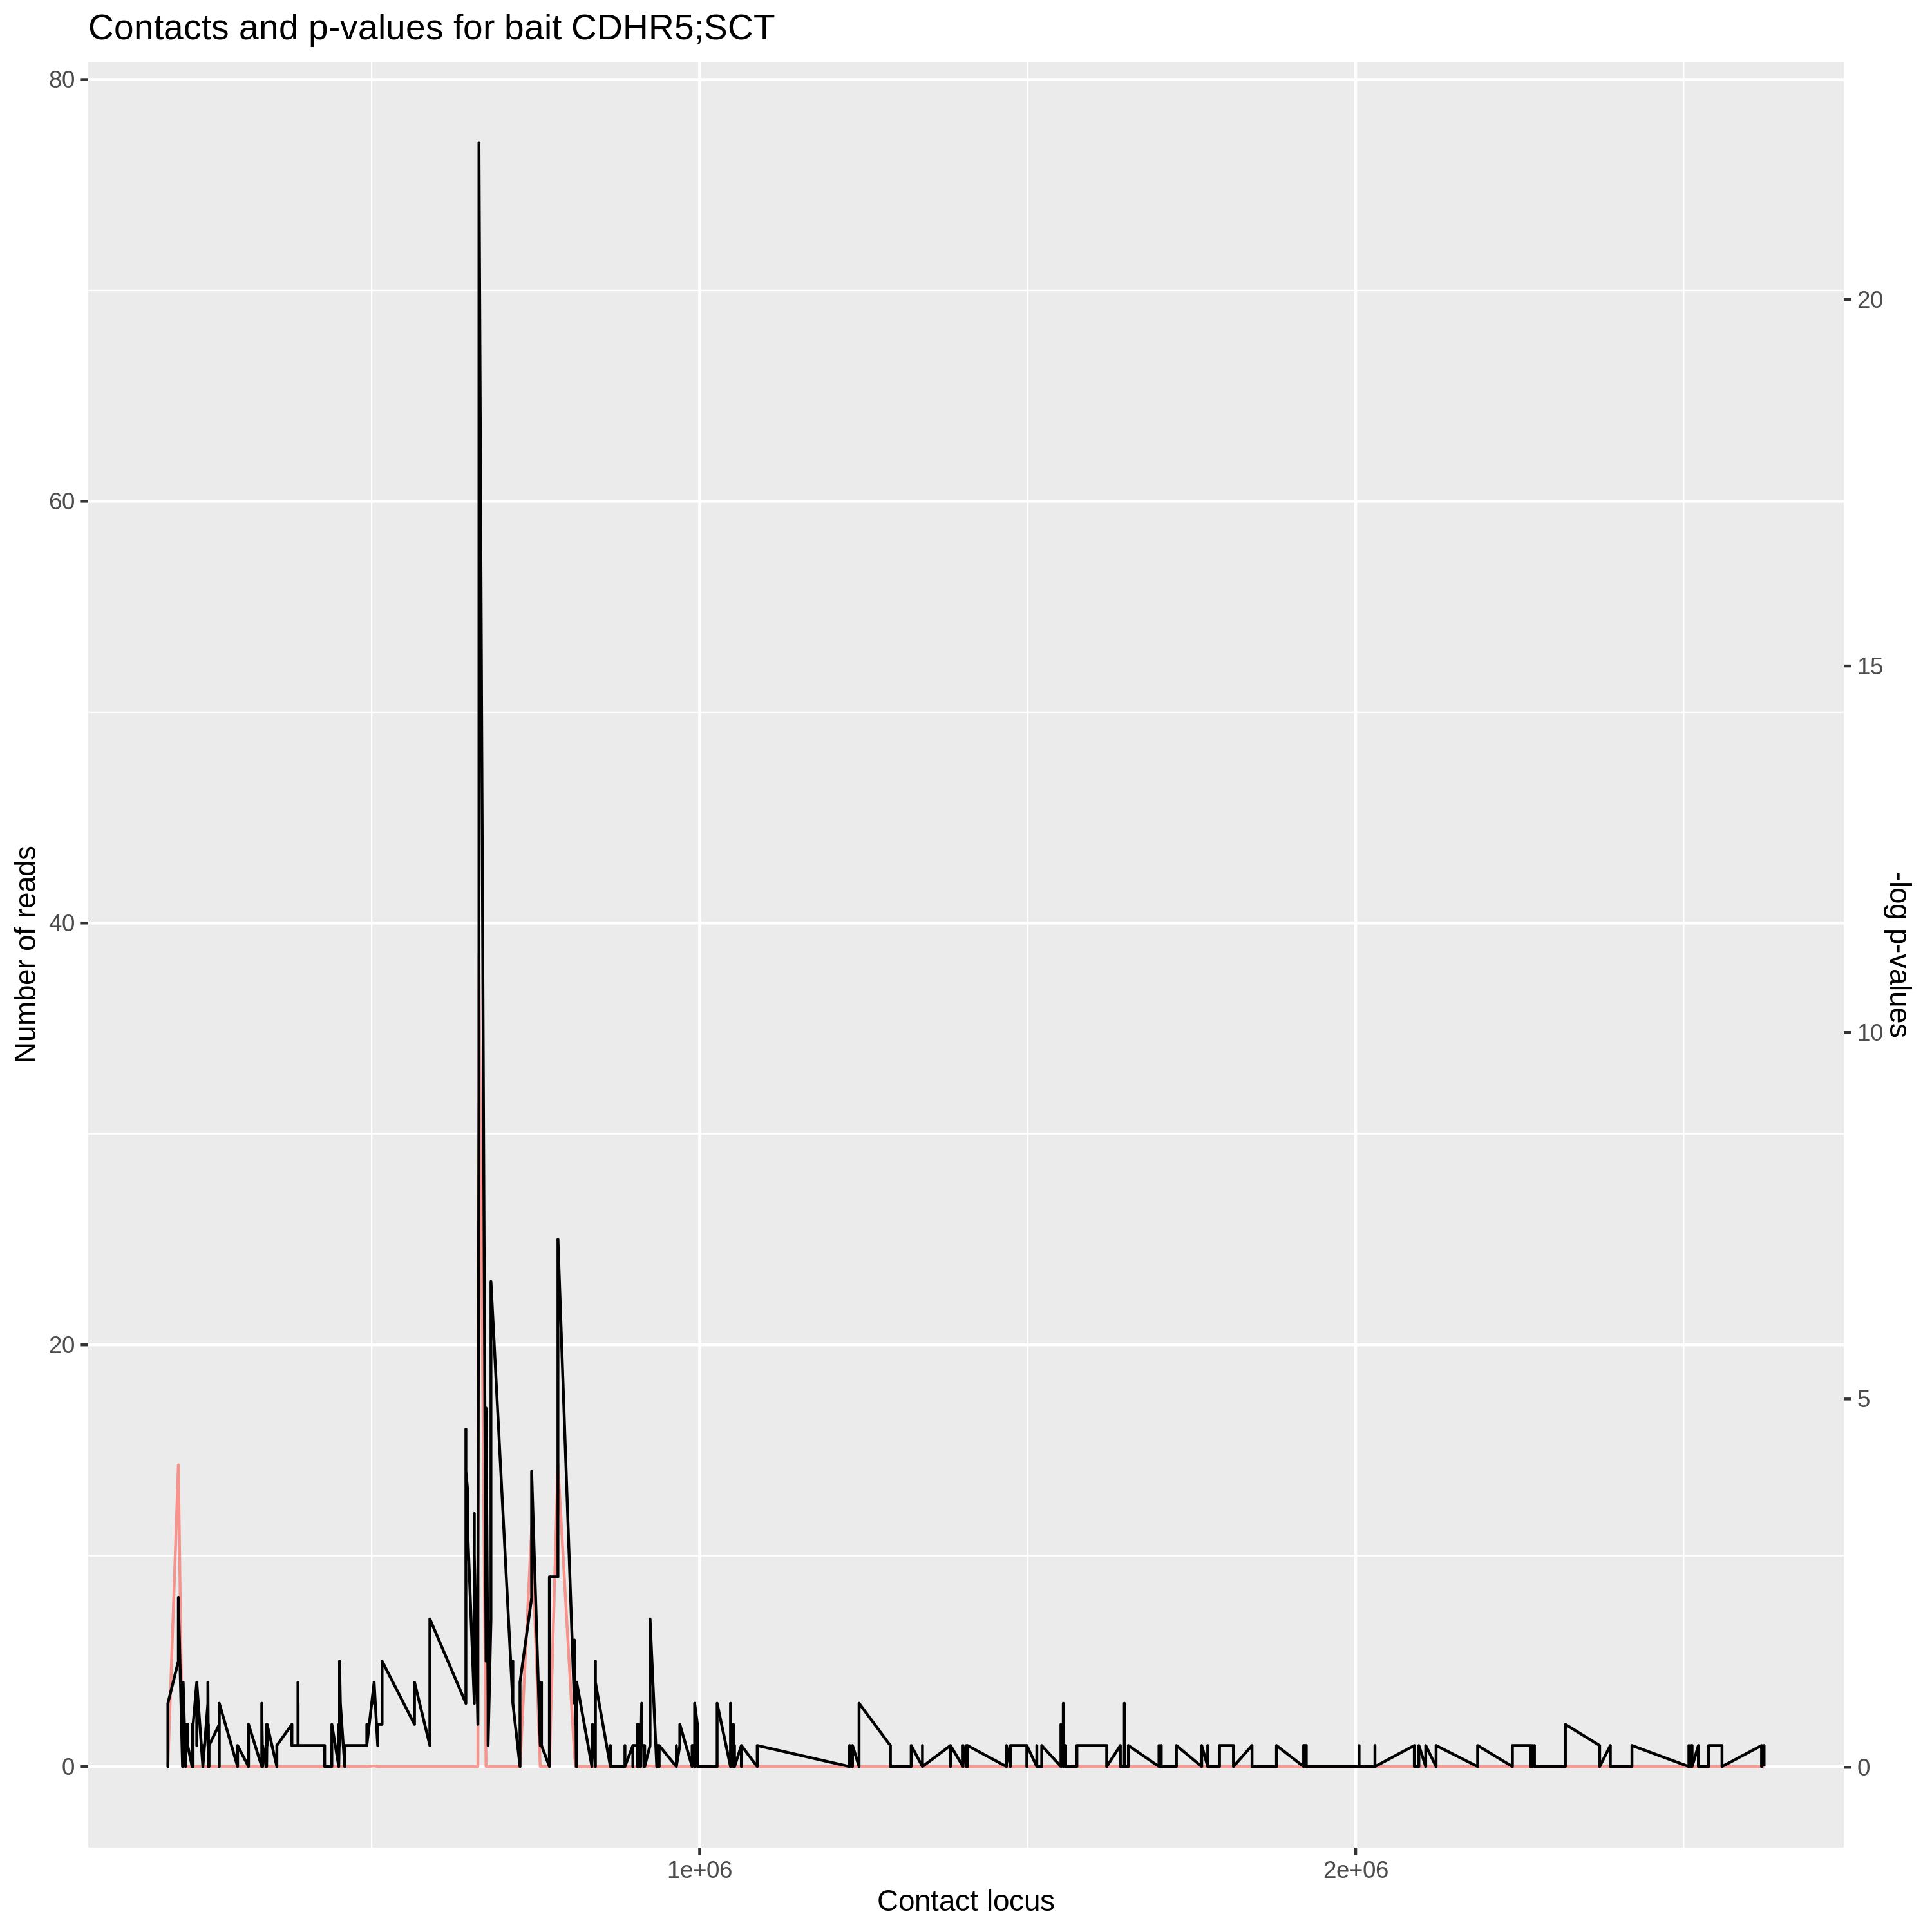 Contacts and p-values for bait CDHR5;SCT
80
60
40
20
0
Number of reads
20
15
10
5
0
-log p-values
1e+06
2e+06
Contact locus